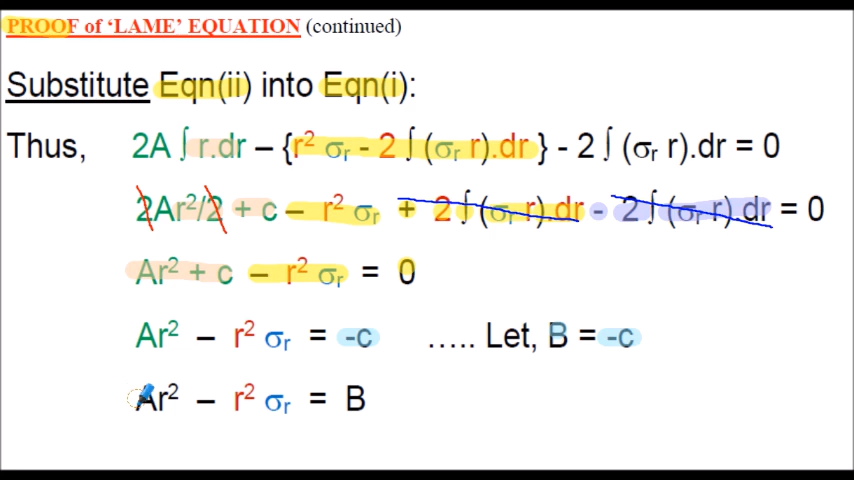 PROOF of ‘LAME’ EQUATION (continued)
Substitute Eqn(ii) into Eqn(i):
Thus, 2A ∫ r.dr – {r² σᵣ - 2 ∫ (σᵣ r).dr } - 2 ∫ (σᵣ r).dr = 0
2Ar²/2 + c – r² σᵣ + 2 ∫ (σᵣ r).dr - 2 ∫ (σᵣ r) dr = 0
Ar² + c – r² σᵣ = 0
Ar² – r² σᵣ = -c ….. Let, B = -c
Ar² – r² σᵣ = B